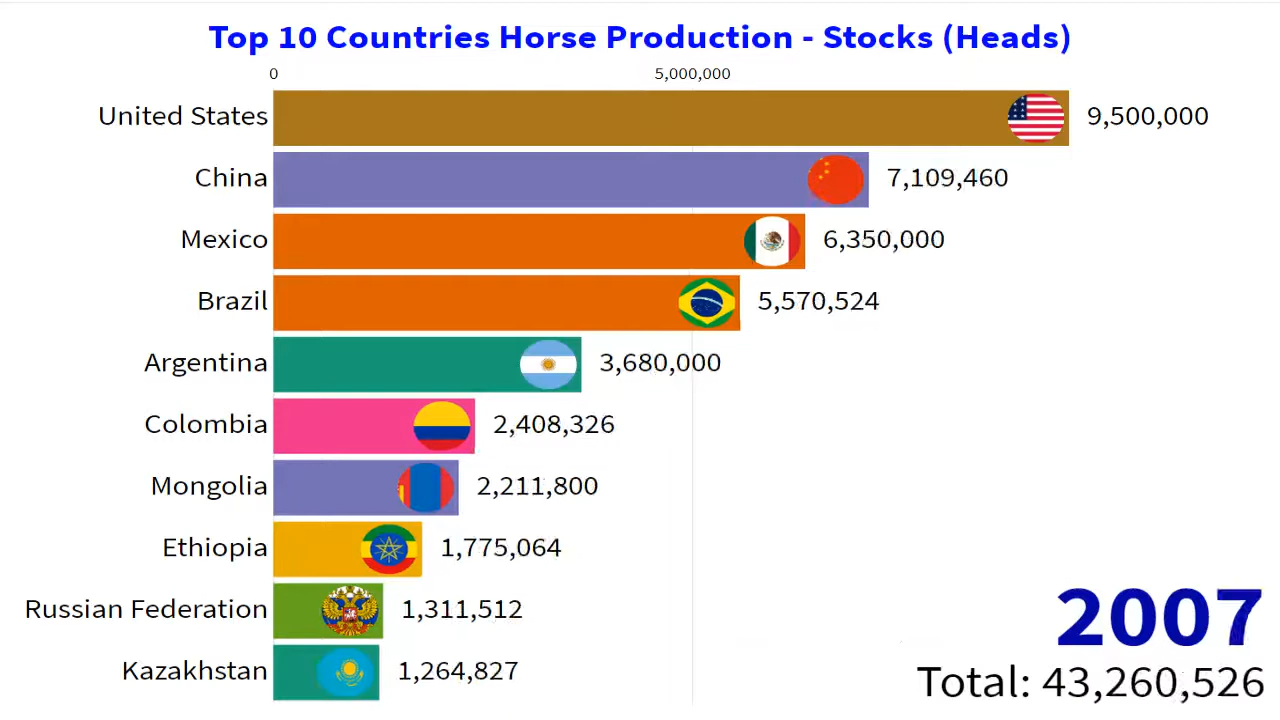 Top 10 Countries Horse Production - Stocks (Heads)
0 5,000,000
United States 9,500,000
China 7,109,460
Mexico 6,350,000
Brazil 5,570,524
Argentina 3,680,000
Colombia 2,408,326
Mongolia 2,211,800
Ethiopia 1,775,064
Russian Federation 1,311,512
Kazakhstan 1,264,827
2007
Total: 43,260,526